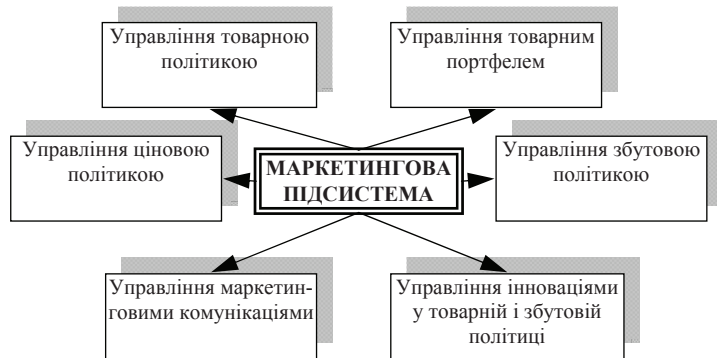 Управління товарною
політикою
Управління товарним
портфелем
Управління ціновою
політикою
МАРКЕТИНГОВА
ПІДСИСТЕМА
Управління збутовою
політикою
Управління маркетин-
говими комунікаціями
Управління інноваціями
у товарній і збутовій
політиці